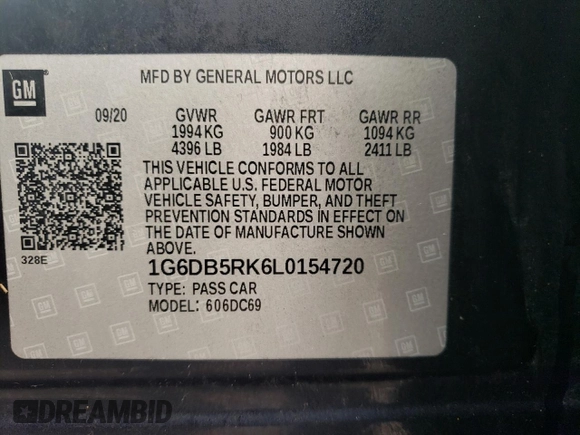 GM
MFD BY GENERAL MOTORS LLC
09/20 GVWR GAWR FRT GAWR RR
1994 KG 900 KG 1094 KG
4396 LB 1984 LB 2411 LB
THIS VEHICLE CONFORMS TO ALL
APPLICABLE U.S. FEDERAL MOTOR
VEHICLE SAFETY, BUMPER, AND THEFT
PREVENTION STANDARDS IN EFFECT ON
THE DATE OF MANUFACTURE SHOWN
ABOVE.
328E
1G6DB5RK6L0154720
TYPE: PASS CAR
MODEL: 606DC69
DREAMBID